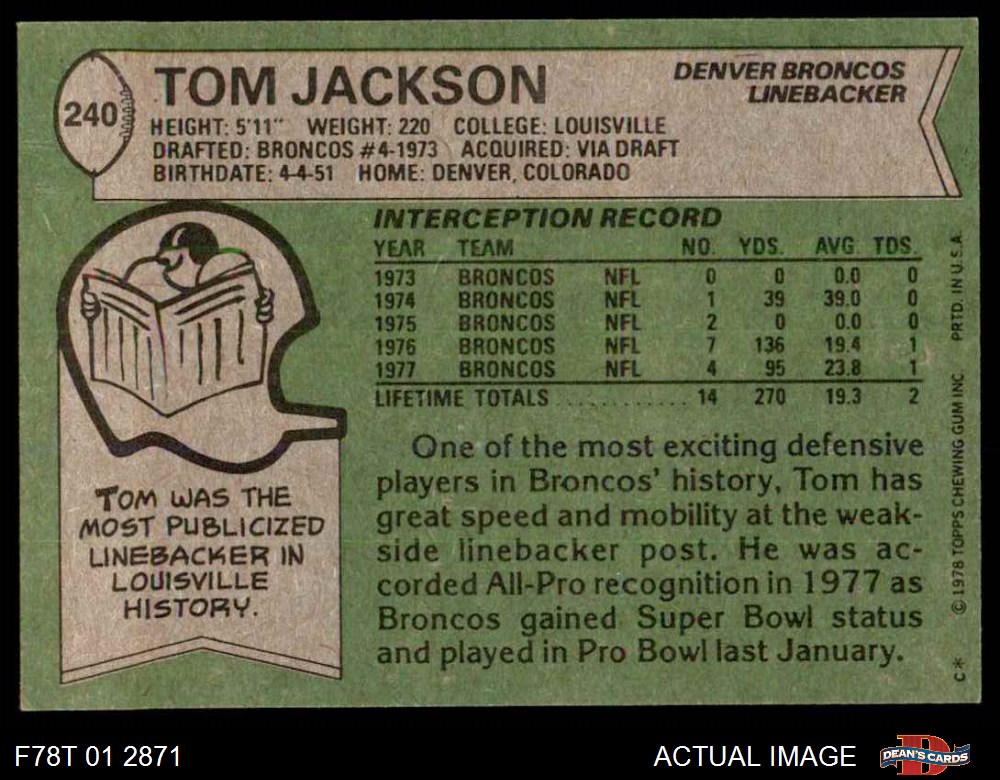 240
TOM JACKSON
DENVER BRONCOS
LINEBACKER
HEIGHT: 5'11" WEIGHT: 220 COLLEGE: LOUISVILLE
DRAFTED: BRONCOS #4-1973 ACQUIRED: VIA DRAFT
BIRTHDATE: 4-4-51 HOME: DENVER, COLORADO
INTERCEPTION RECORD
YEAR TEAM NO. YDS. AVG TDS.
1973 BRONCOS NFL 0 0 0.0 0
1974 BRONCOS NFL 1 39 39.0 0
1975 BRONCOS NFL 2 0 0.0 0
1976 BRONCOS NFL 7 136 19.4 1
1977 BRONCOS NFL 4 95 23.8 1
LIFETIME TOTALS ............ 14 270 19.3 2
One of the most exciting defensive
players in Broncos' history, Tom has
great speed and mobility at the weak-
side linebacker post. He was ac-
corded All-Pro recognition in 1977 as
Broncos gained Super Bowl status
and played in Pro Bowl last January.
TOM WAS THE
MOST PUBLICIZED
LINEBACKER IN
LOUISVILLE
HISTORY.
C* © 1978 TOPPS CHEWING GUM INC PRTD. IN U.S.A.
F78T 01 2871
ACTUAL IMAGE
D
DEAN'S CARDS